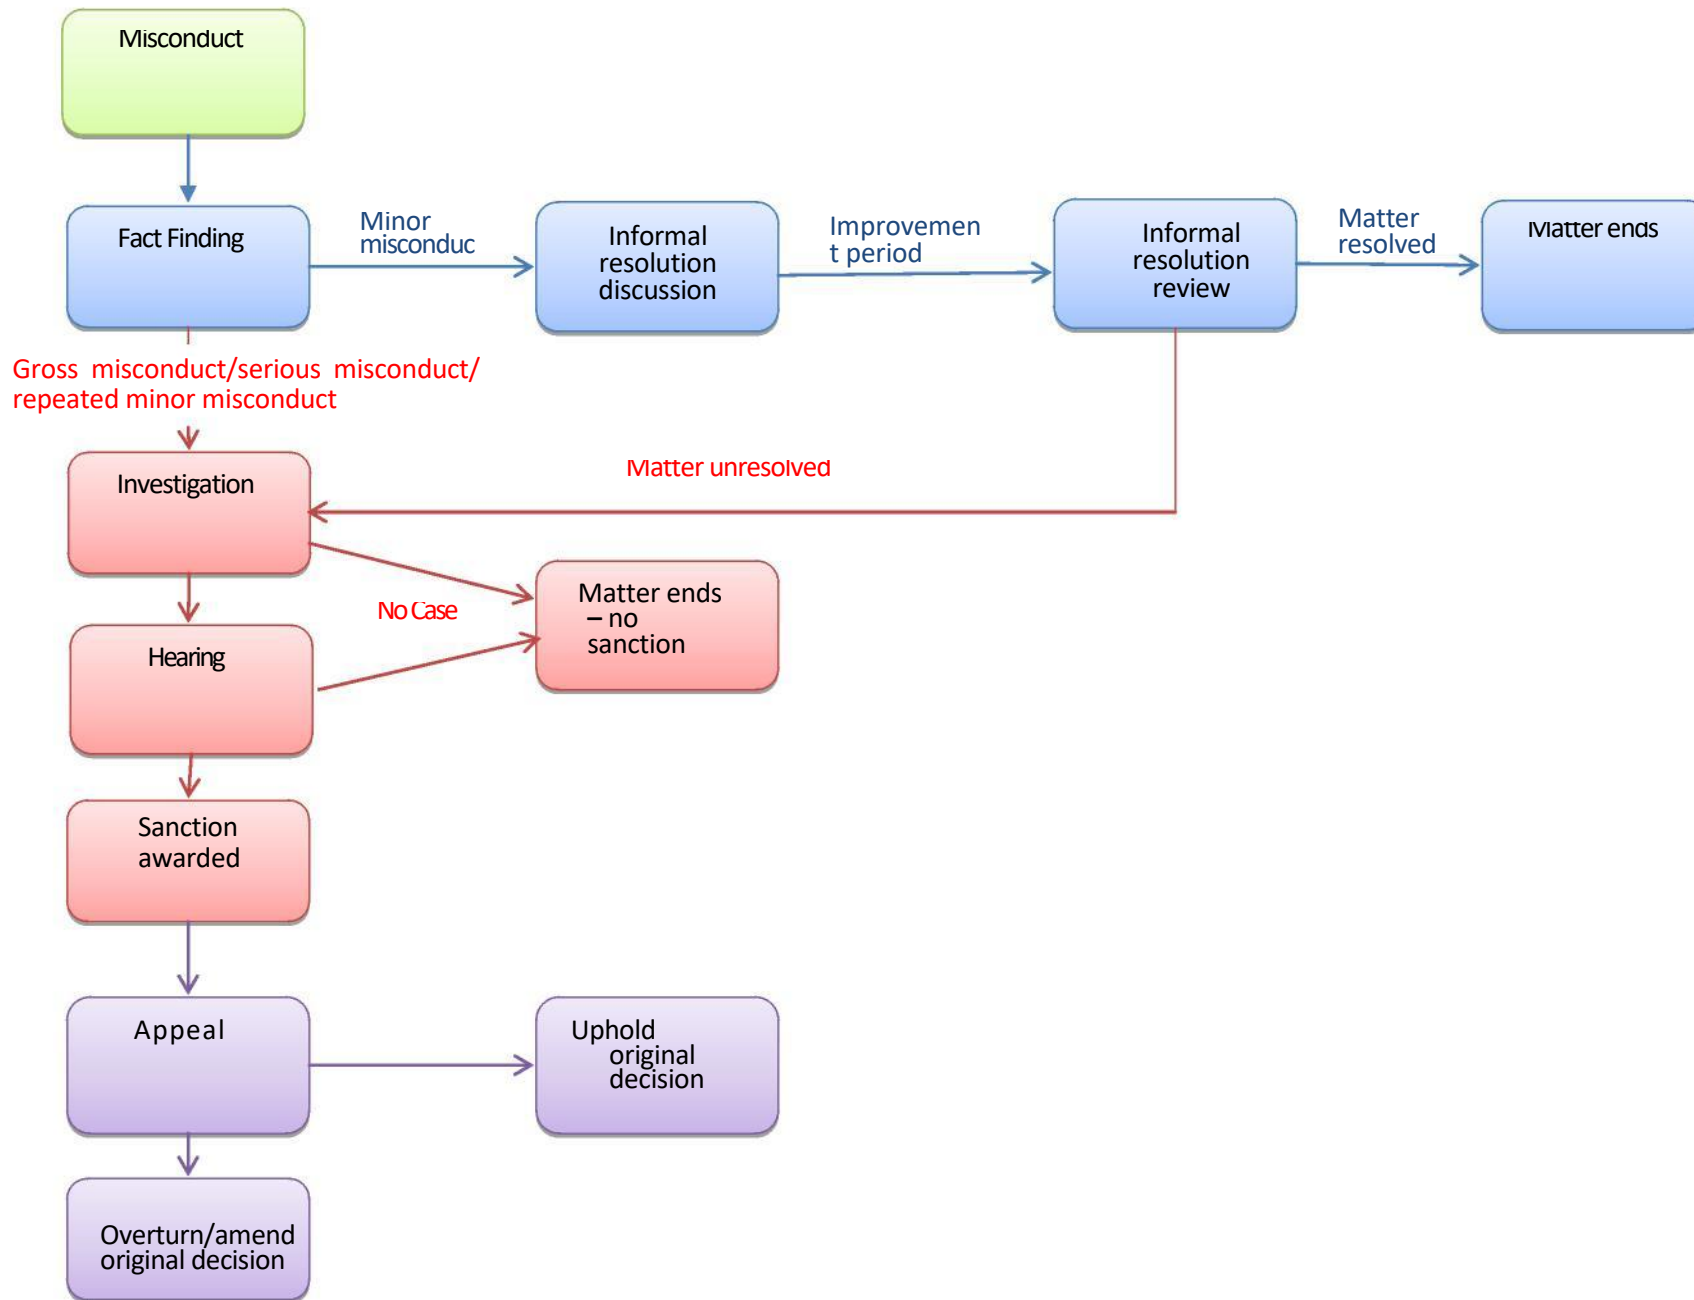 Misconduct
Fact Finding
Minor
misconduc
Informal
resolution
discussion
Improvemen
t period
Informal
resolution
review
Matter
resolved
Matter ends
Gross misconduct/serious misconduct/
repeated minor misconduct
Investigation
Matter unresolved
No Case
Matter ends
– no
sanction
Hearing
Sanction
awarded
Appeal
Uphold
original
decision
Overturn/amend
original decision